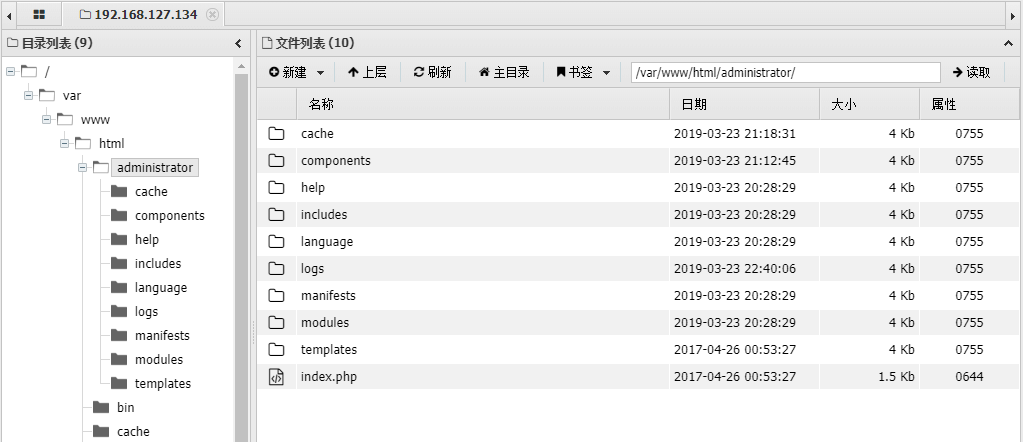 192.168.127.134
目录列表 (9)
/
var
www
html
administrator
cache
components
help
includes
language
logs
manifests
modules
templates
bin
cache
文件列表 (10)
新建 上层 刷新 主目录 书签 /var/www/html/administrator/ 读取
名称 日期 大小 属性
cache 2019-03-23 21:18:31 4 Kb 0755
components 2019-03-23 21:12:45 4 Kb 0755
help 2019-03-23 20:28:29 4 Kb 0755
includes 2019-03-23 20:28:29 4 Kb 0755
language 2019-03-23 20:28:29 4 Kb 0755
logs 2019-03-23 22:40:06 4 Kb 0755
manifests 2019-03-23 20:28:29 4 Kb 0755
modules 2019-03-23 20:28:29 4 Kb 0755
templates 2017-04-26 00:53:27 4 Kb 0755
index.php 2017-04-26 00:53:27 1.5 Kb 0644